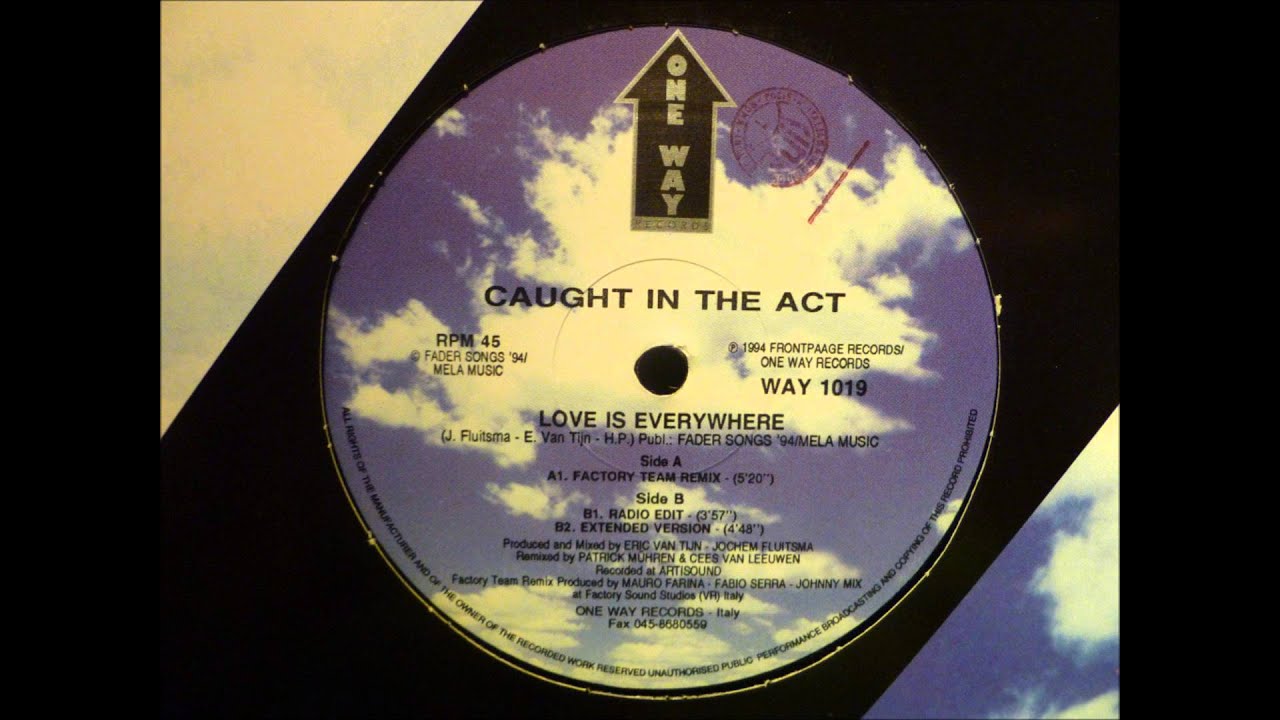 ONE WAY
RECORDS
CAUGHT IN THE ACT
RPM 45
© FADER SONGS '94/
MELA MUSIC
℗ 1994 FRONTPAAGE RECORDS/
ONE WAY RECORDS
WAY 1019
LOVE IS EVERYWHERE
(J. Fluitsma - E. Van Tijn - H.P.) Publ.: FADER SONGS '94/MELA MUSIC
Side A
A1. FACTORY TEAM REMIX - (5'20'')
Side B
B1. RADIO EDIT - (3'57'')
B2. EXTENDED VERSION - (4'48'')
Produced and Mixed by ERIC VAN TIJN - JOCHEM FLUITSMA
Remixed by PATRICK MÜHREN & CEES VAN LEEUWEN
Recorded at ARTISOUND
Factory Team Remix Produced by MAURO FARINA - FABIO SERRA - JOHNNY MIX
at Factory Sound Studios (VR) Italy
ONE WAY RECORDS - Italy
Fax 045-8680559
ALL RIGHTS OF THE MANUFACTURER AND OF THE OWNER OF THE RECORDED WORK RESERVED UNAUTHORISED PUBLIC PERFORMANCE BROADCASTING AND COPYING OF THIS RECORD PROHIBITED